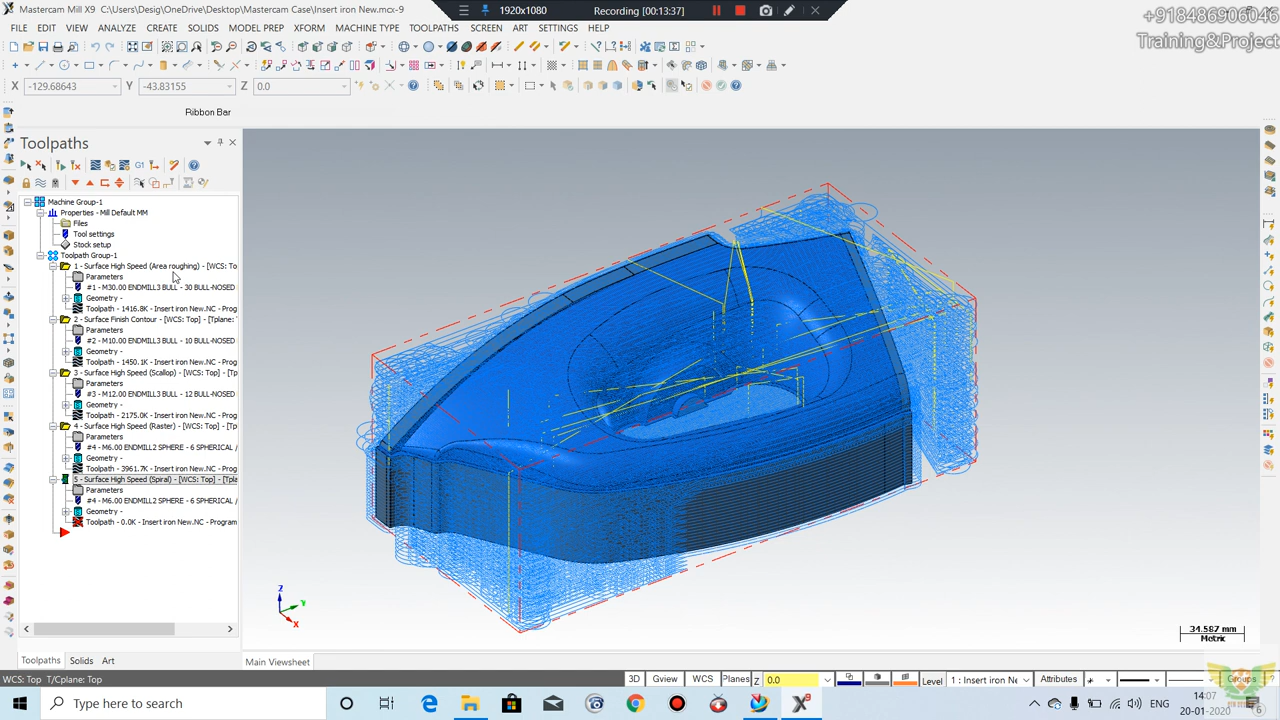 Mastercam Mill X9 C:\Users\Desig\OneDrive\Desktop\Mastercam Case\Insert iron New.mcx-9
1920x1080
Recording [00:13:37]
+918486906046
Training&Project
FILE EDIT VIEW ANALYZE CREATE SOLIDS MODEL PREP XFORM MACHINE TYPE TOOLPATHS SCREEN ART SETTINGS HELP
X -129.68643 Y -43.83155 Z 0.0
Ribbon Bar
Toolpaths
G1
Machine Group-1
Properties - Mill Default MM
Files
Tool settings
Stock setup
Toolpath Group-1
1 - Surface High Speed (Area roughing) - [WCS: To
Parameters
#1 - M30.00 ENDMILL3 BULL - 30 BULL-NOSED
Geometry -
Toolpath - 1416.8K - Insert iron New.NC - Prog
2 - Surface Finish Contour - [WCS: Top] - [Tplane:
Parameters
#2 - M10.00 ENDMILL3 BULL - 10 BULL-NOSED
Geometry -
Toolpath - 1450.1K - Insert iron New.NC - Prog
3 - Surface High Speed (Scallop) - [WCS: Top] - [Tp
Parameters
#3 - M12.00 ENDMILL3 BULL - 12 BULL-NOSED
Geometry -
Toolpath - 2175.0K - Insert iron New.NC - Prog
4 - Surface High Speed (Raster) - [WCS: Top] - [Tp
Parameters
#4 - M6.00 ENDMILL2 SPHERE - 6 SPHERICAL /
Geometry -
Toolpath - 3961.7K - Insert iron New.NC - Prog
5 - Surface High Speed (Spiral) - [WCS: Top] - [Tpla
Parameters
#4 - M6.00 ENDMILL2 SPHERE - 6 SPHERICAL /
Geometry -
Toolpath - 0.0K - Insert iron New.NC - Program
Z
Y
X
34.587 mm
Metric
Toolpaths Solids Art
Main Viewsheet
WCS: Top T/Cplane: Top
3D Gview WCS Planes Z 0.0 Level 1 : Insert iron Ne Attributes Groups ?
Type here to search
ENG
14:07
20-01-2020
6